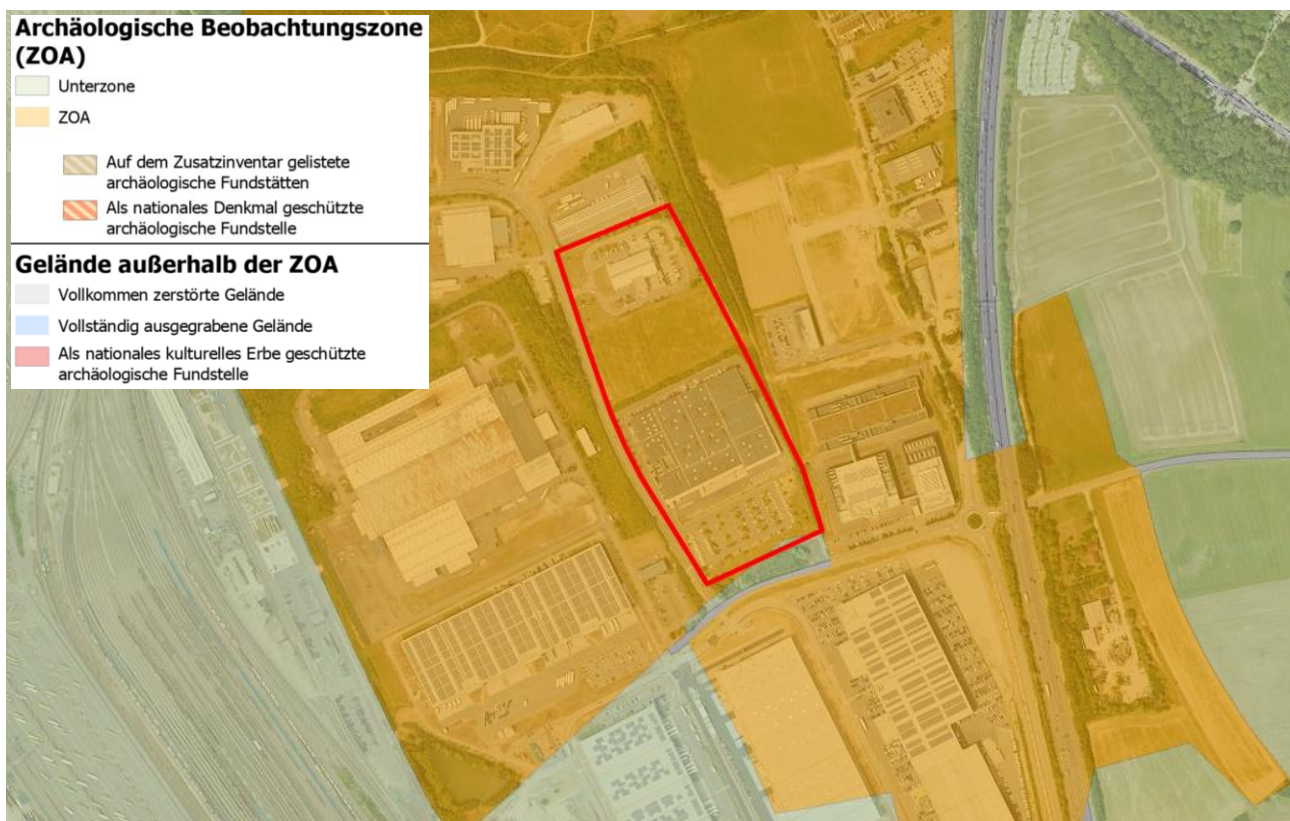 Archäologische Beobachtungszone
(ZOA)
Unterzone
ZOA
Auf dem Zusatzinventar gelistete
archäologische Fundstätten
Als nationales Denkmal geschützte
archäologische Fundstelle
Gelände außerhalb der ZOA
Vollkommen zerstörte Gelände
Vollständig ausgegrabene Gelände
Als nationales kulturelles Erbe geschützte
archäologische Fundstelle